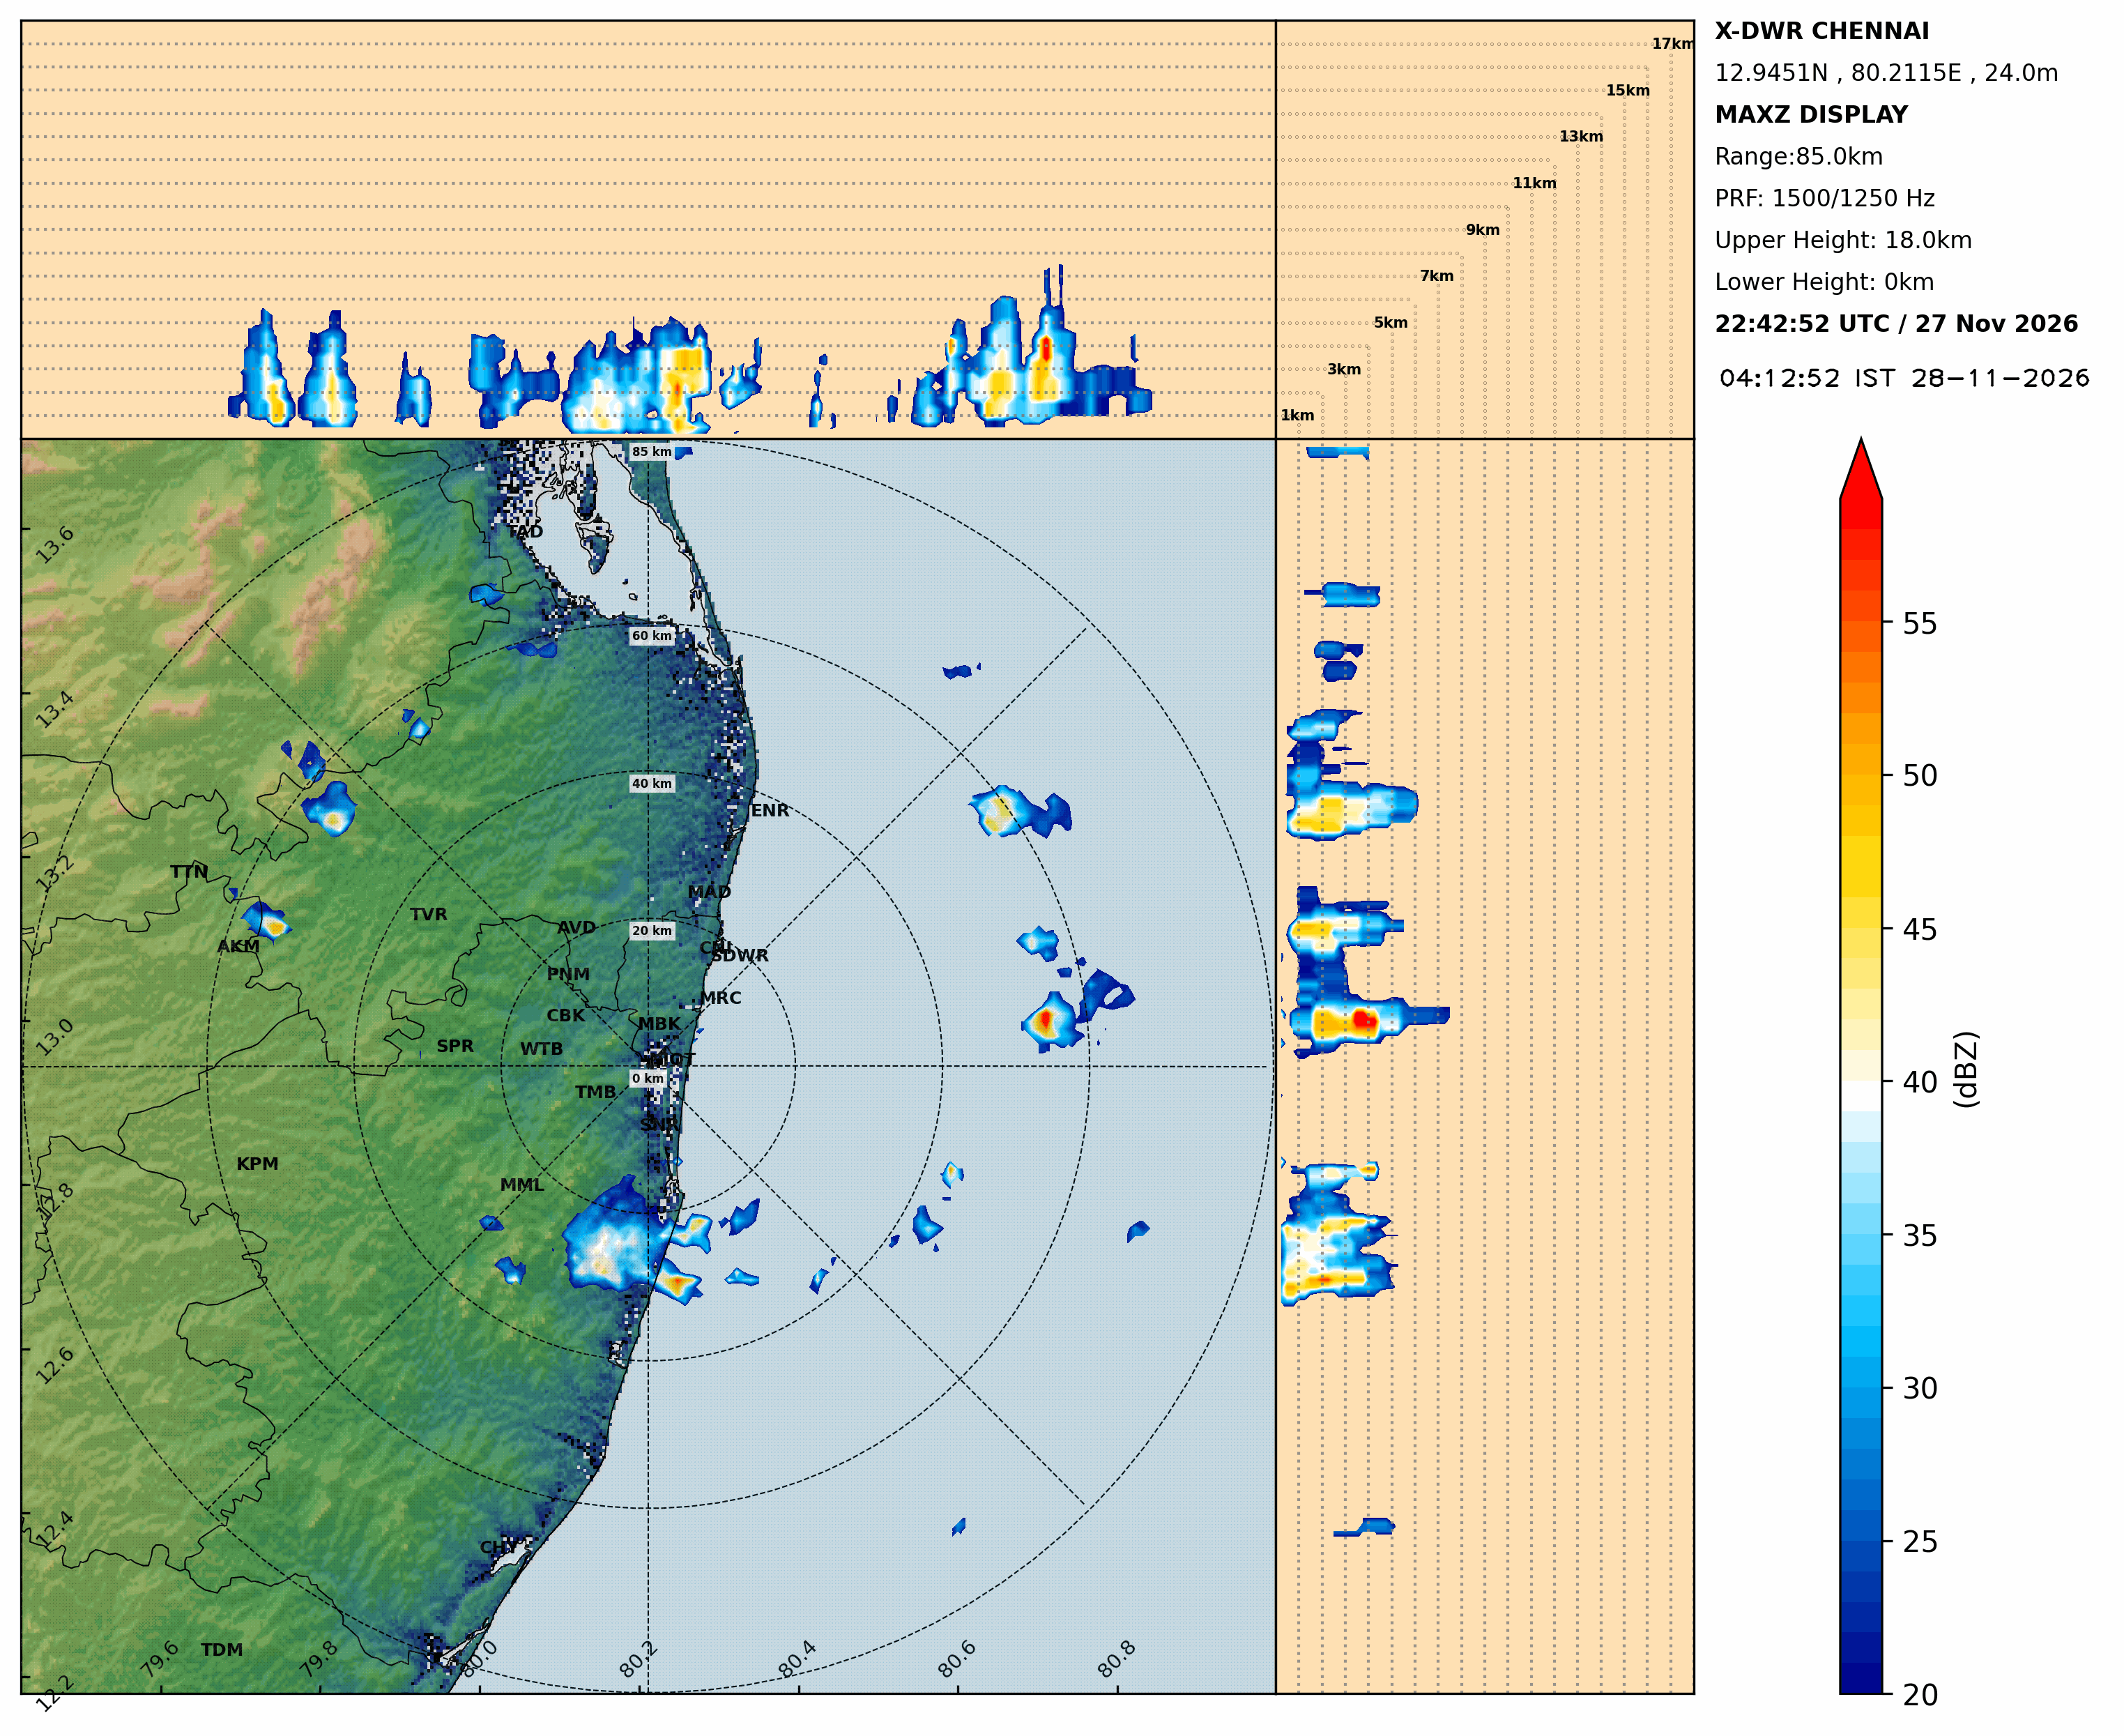 X-DWR CHENNAI
12.9451N , 80.2115E , 24.0m
MAXZ DISPLAY
Range:85.0km
PRF: 1500/1250 Hz
Upper Height: 18.0km
Lower Height: 0km
22:42:52 UTC / 27 Nov 2026
04:12:52 IST 28-11-2026
17km
15km
13km
11km
9km
7km
5km
3km
1km
85 km
60 km
40 km
20 km
0 km
TAD
ENR
TTN
MAD
TVR
AVD
CNI
AKM
SDWR
PNM
MRC
CBK
MBK
SPR
WTB
TMB
SNR
KPM
MML
CHY
TDM
13.6
13.4
13.2
13.0
12.8
12.6
12.4
12.2
79.6
79.8
80.0
80.2
80.4
80.6
80.8
55
50
45
40
35
30
25
20
(dBZ)